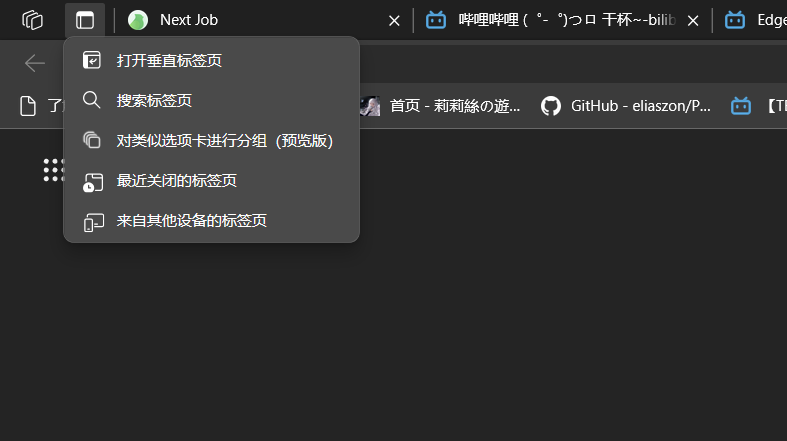 Next Job
哔哩哔哩 (゜-゜)つロ 干杯~-bilib
Edge
打开垂直标签页
搜索标签页
对类似选项卡进行分组（预览版）
最近关闭的标签页
来自其他设备的标签页
首页 - 莉莉絲の遊...
GitHub - eliaszon/P...